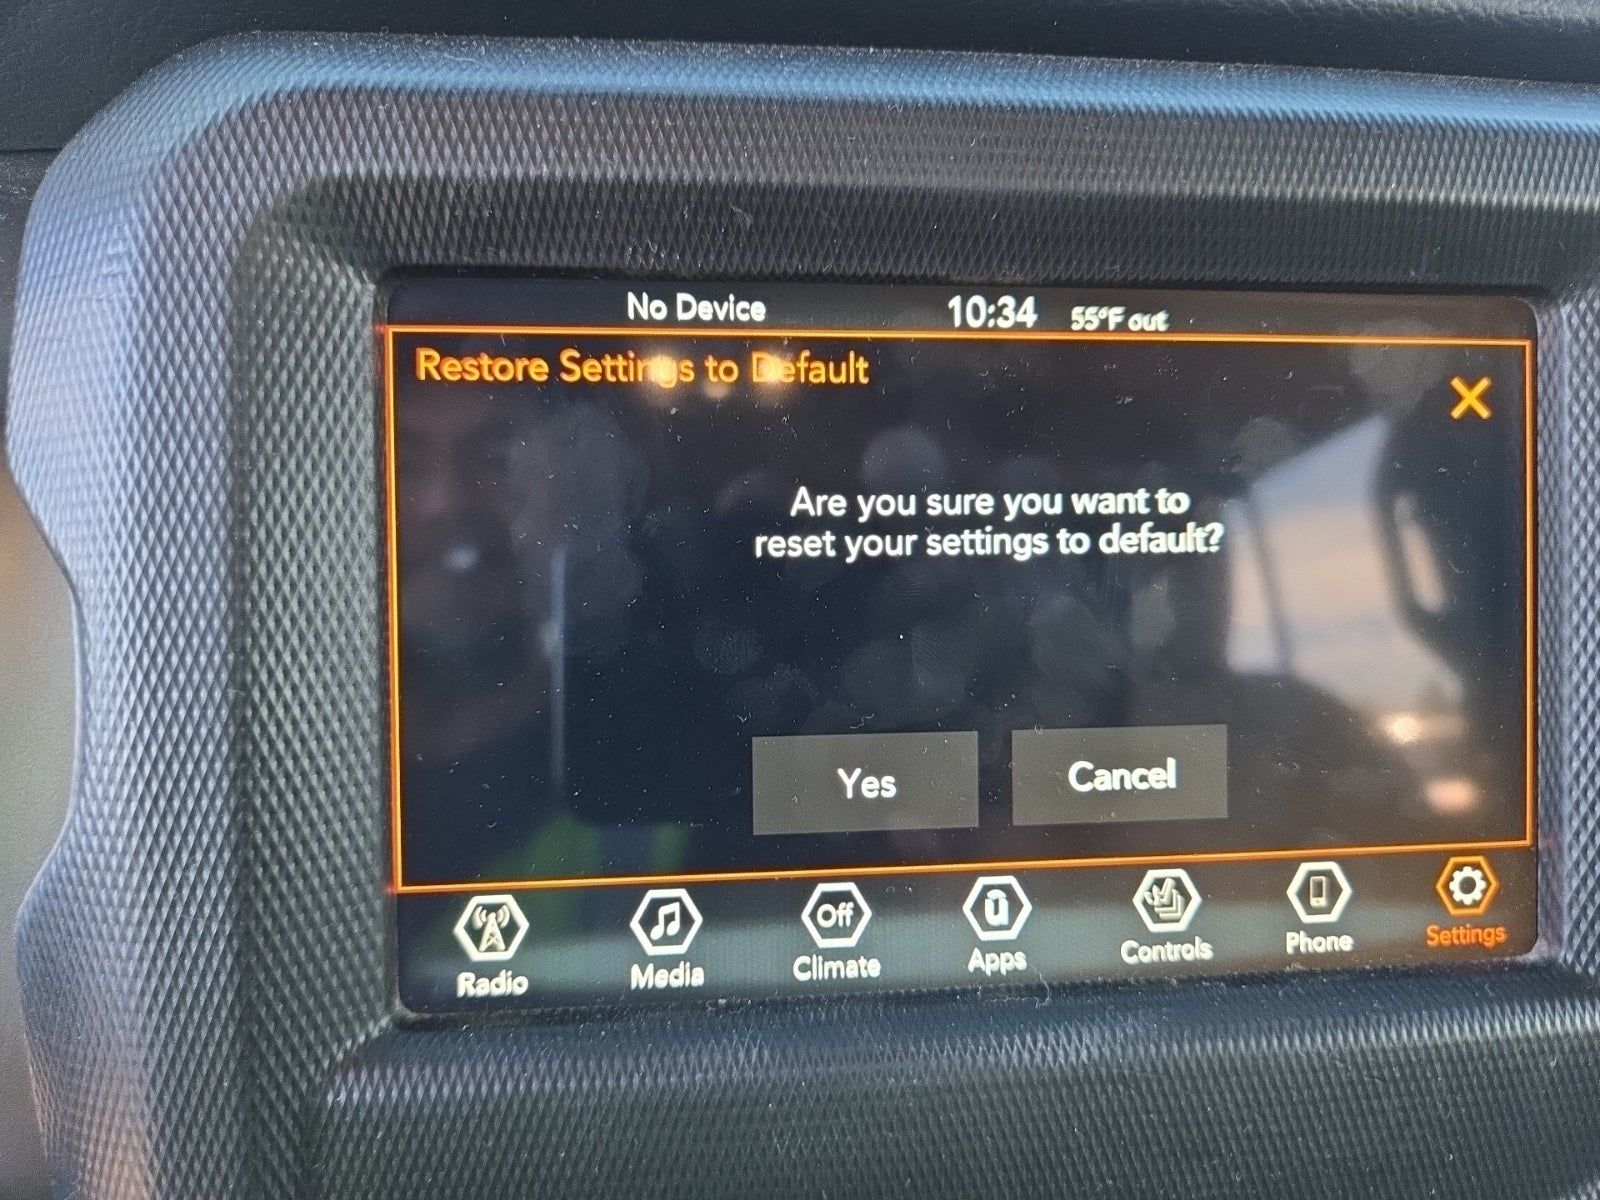 No Device 10:34 55°F out
Restore Settings to Default
Are you sure you want to
reset your settings to default?
Yes Cancel
Off
Radio Media Climate Apps Controls Phone Settings